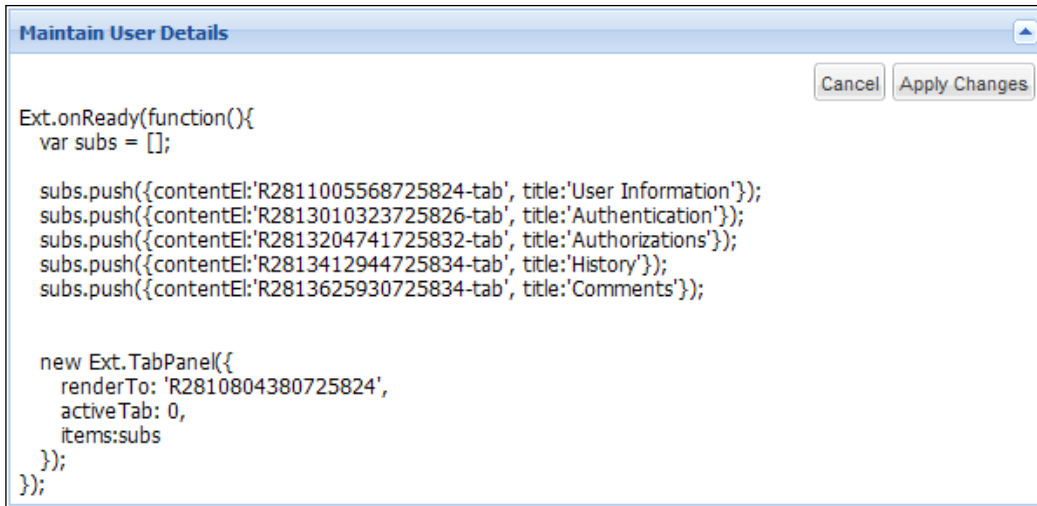 Maintain User Details
Cancel Apply Changes
Ext.onReady(function(){
  var subs = [];
  subs.push({contentEl:'R28110055687​25824-tab', title:'User Information'});
  subs.push({contentEl:'R2813010323725826-tab', title:'Authentication'});
  subs.push({contentEl:'R2813204741725832-tab', title:'Authorizations'});
  subs.push({contentEl:'R2813412944725834-tab', title:'History'});
  subs.push({contentEl:'R2813625930725834-tab', title:'Comments'});
  new Ext.TabPanel({
    renderTo: 'R2810804380725824',
    activeTab: 0,
    items:subs
  });
});